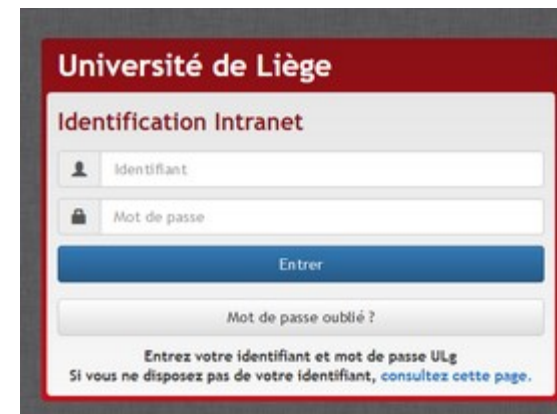 Université de Liège
Identification Intranet
Identifiant
Mot de passe
Entrer
Mot de passe oublié ?
Entrez votre identifiant et mot de passe ULg
Si vous ne disposez pas de votre identifiant, consultez cette page.